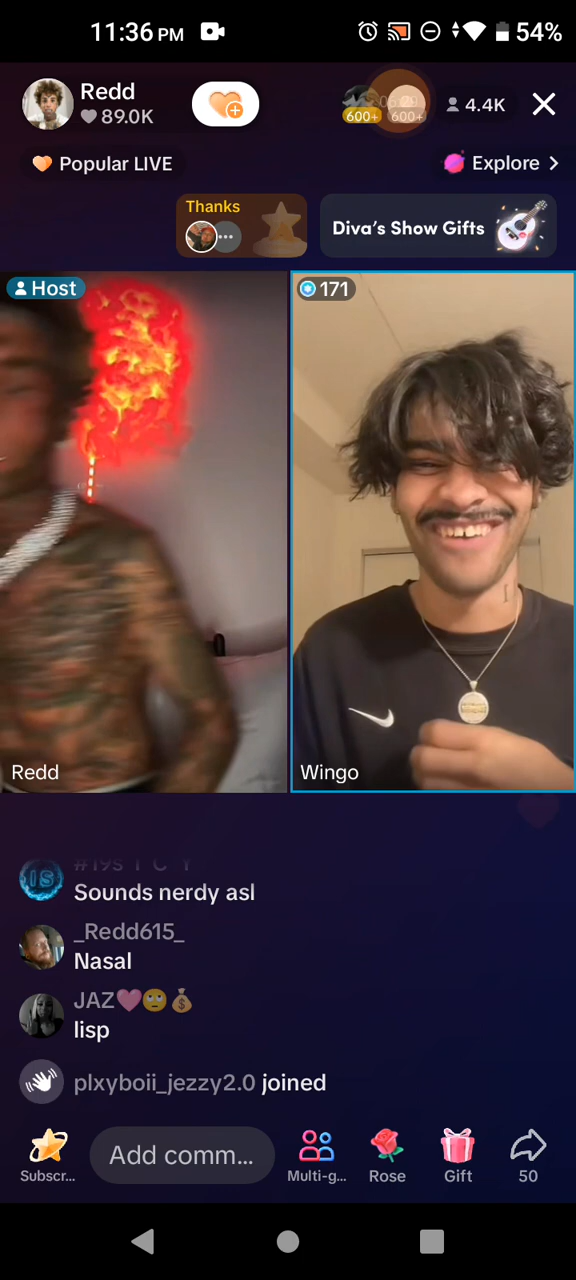 11:36 PM
54%
Redd
89.0K
600+
600+
4.4K
Popular LIVE
Explore
Thanks
Diva's Show Gifts
Host
171
Redd
Wingo
IS
Sounds nerdy asl
_Redd615_
Nasal
JAZ🩷🙄💰
lisp
plxyboii_jezzy2.0 joined
Subscr...
Add comm...
Multi-g...
Rose
Gift
50